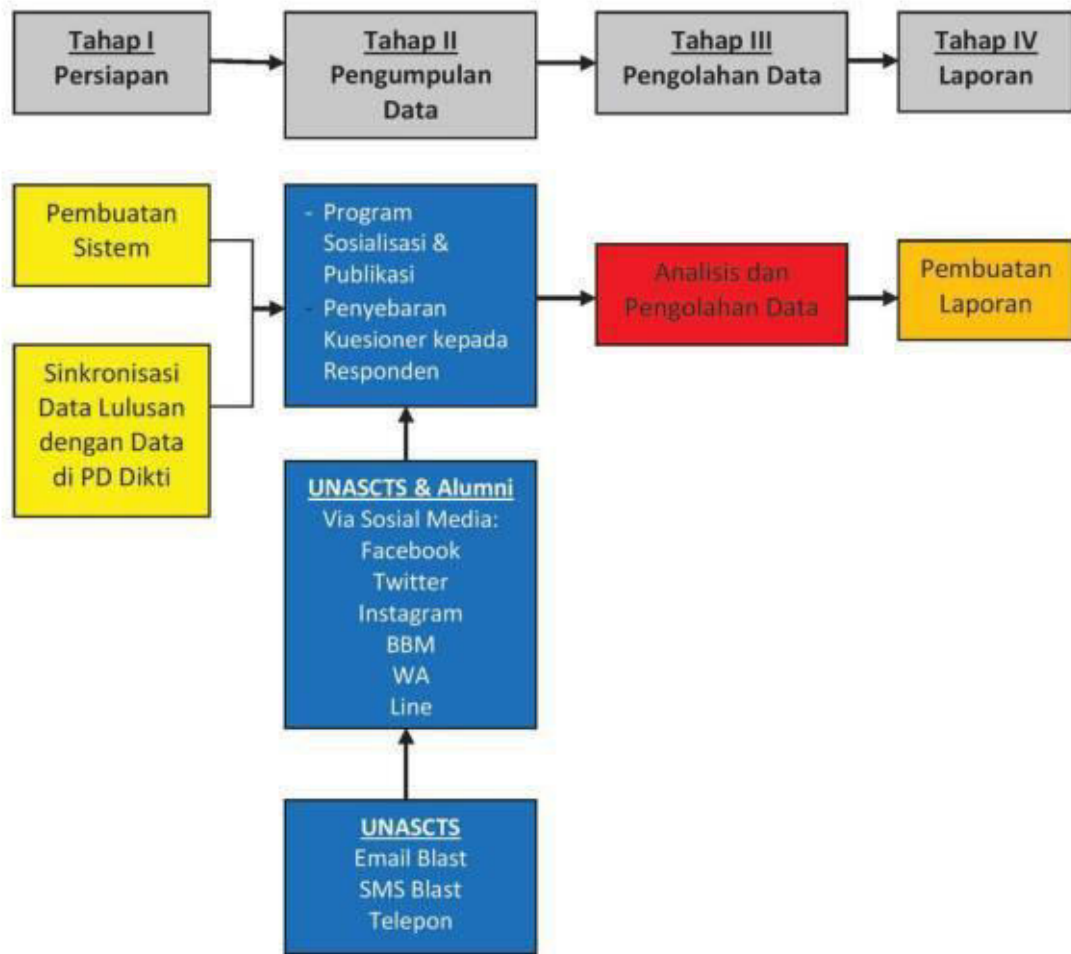 Tahap I
Persiapan
Tahap II
Pengumpulan
Data
Tahap III
Pengolahan Data
Tahap IV
Laporan
Pembuatan
Sistem
Sinkronisasi
Data Lulusan
dengan Data
di PD Dikti
- Program
Sosialisasi &
Publikasi
- Penyebaran
Kuesioner kepada
Responden
Analisis dan
Pengolahan Data
Pembuatan
Laporan
UNASCTS & Alumni
Via Sosial Media:
Facebook
Twitter
Instagram
BBM
WA
Line
UNASCTS
Email Blast
SMS Blast
Telepon